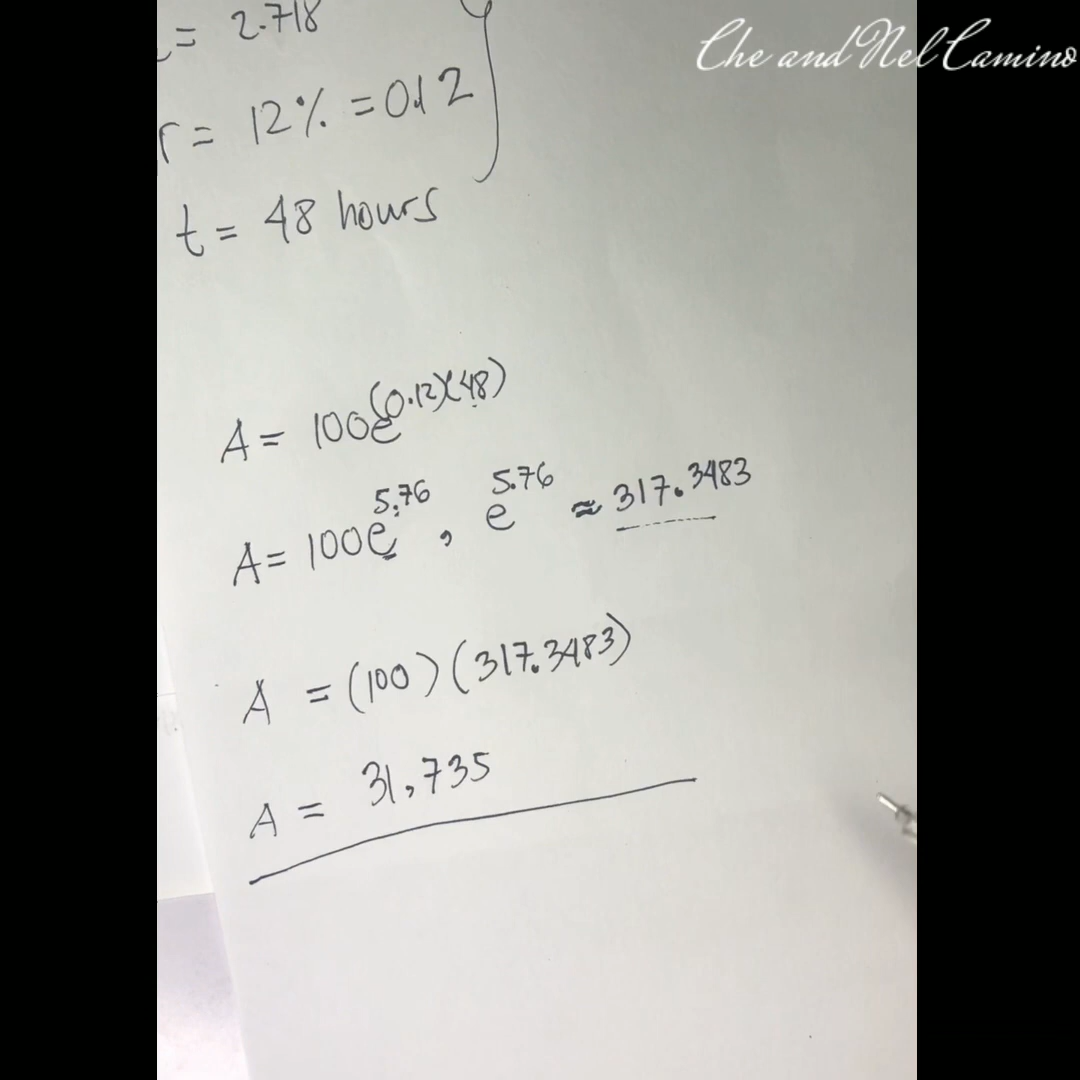 Che and Nel Camino
= 2.718
r = 12% = 0.12
t = 48 hours
A = 100e^(0.12)(48)
A = 100e^5.76 , e^5.76 ≈ 317.3483
A = (100)(317.3483)
A = 31,735